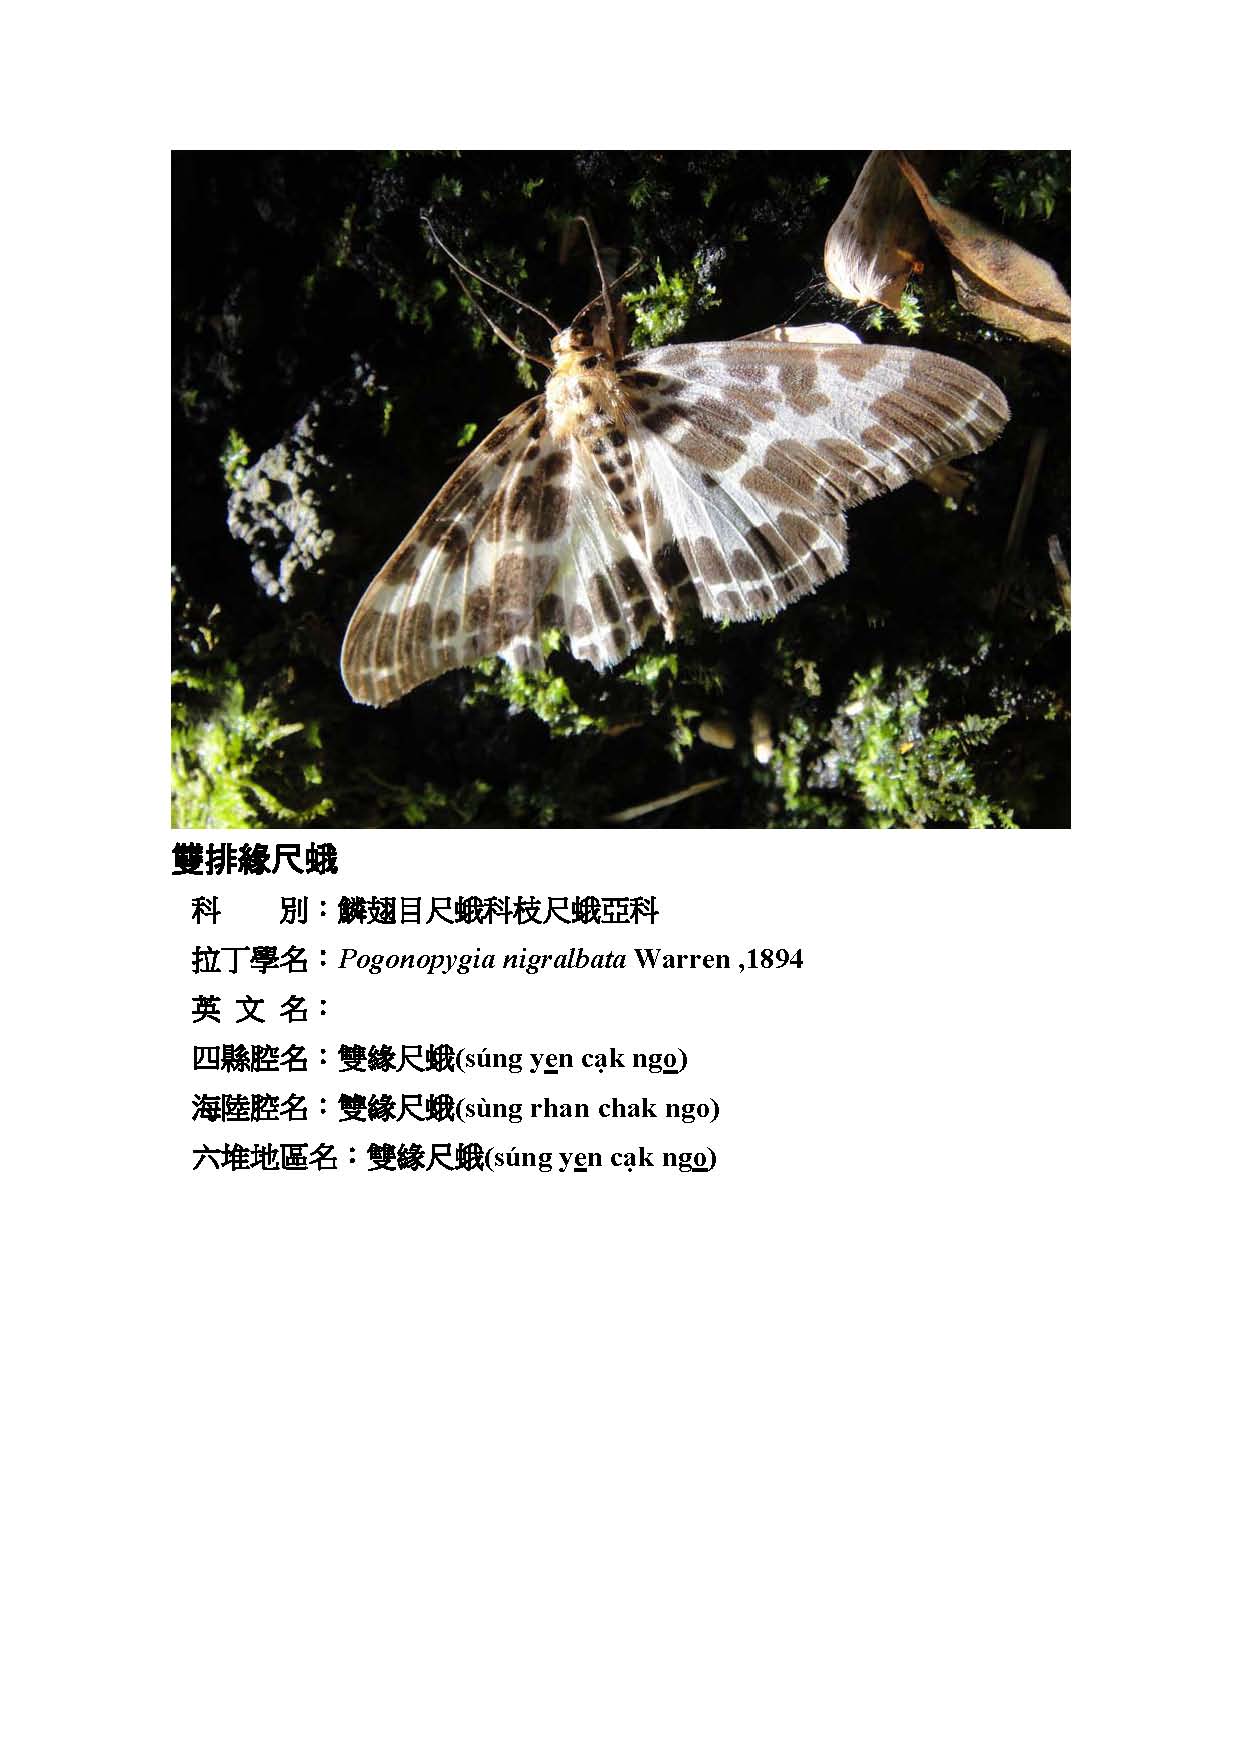 雙排緣尺蛾
科　　別：鱗翅目尺蛾科枝尺蛾亞科
拉丁學名：Pogonopygia nigralbata Warren ,1894
英 文 名：
四縣腔名：雙緣尺蛾(súng yen cạk ngo)
海陸腔名：雙緣尺蛾(sùng rhan chak ngo)
六堆地區名：雙緣尺蛾(súng yen cạk ngo)